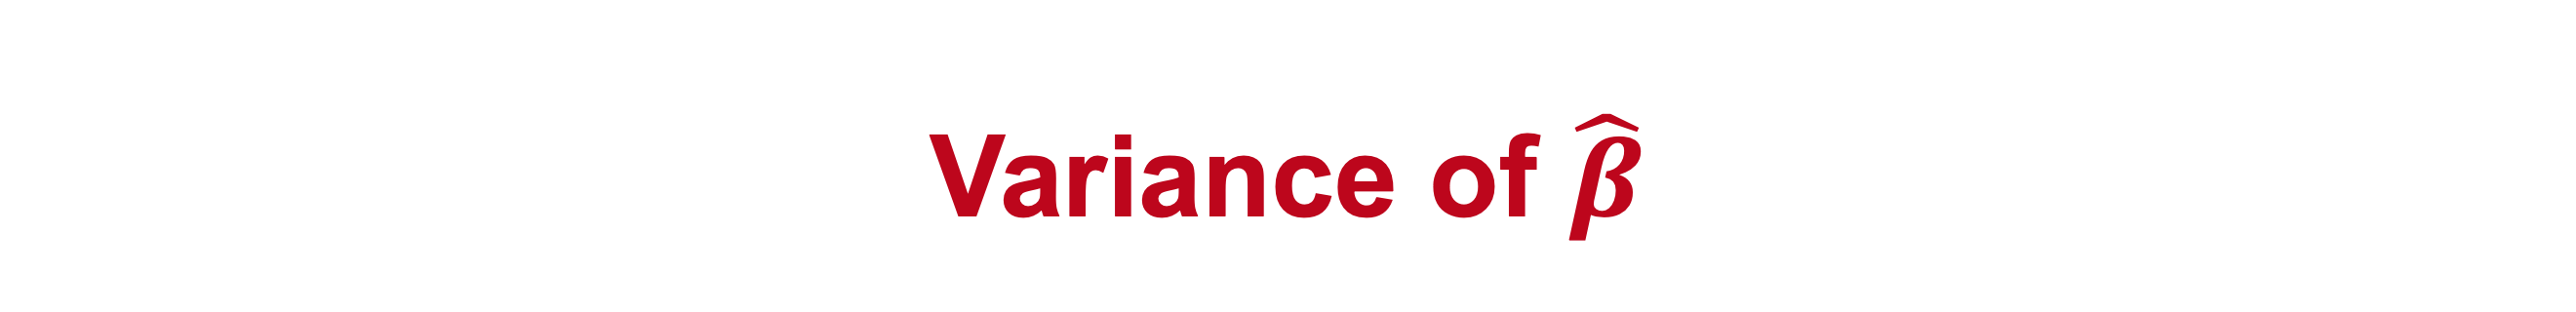 Variance of β̂